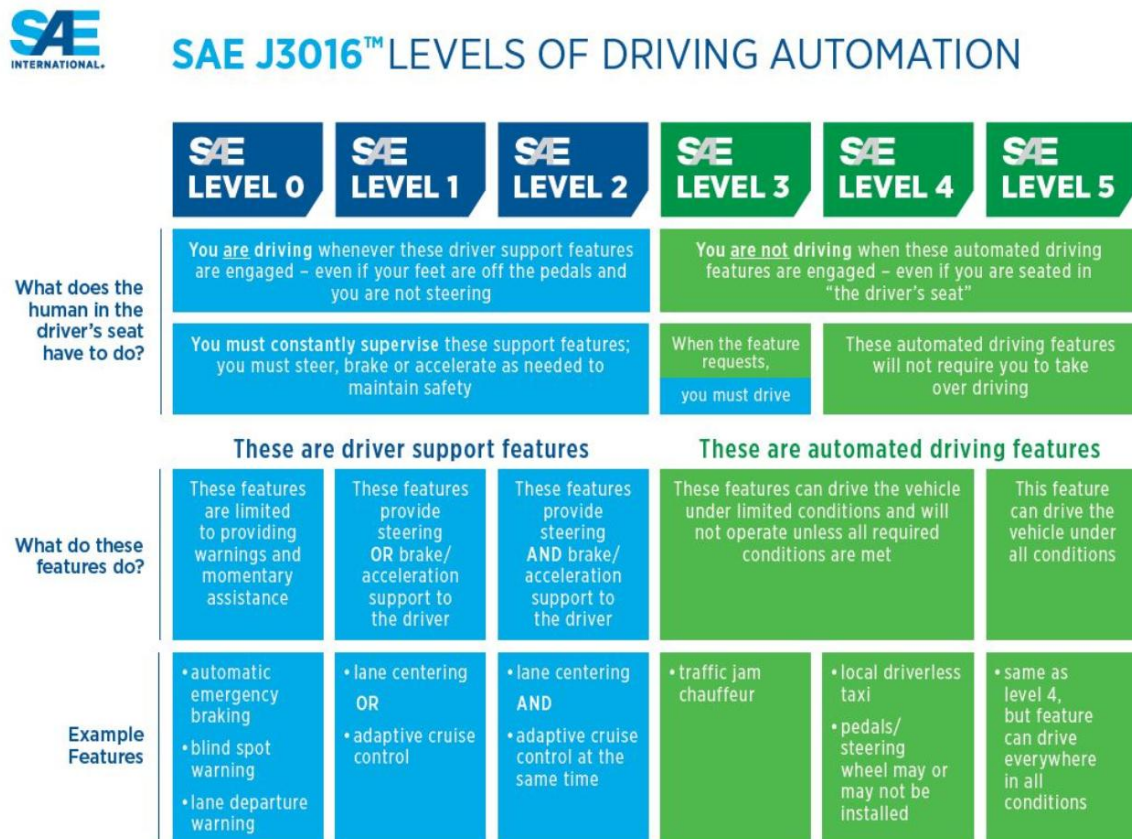 SAE
INTERNATIONAL®
SAE J3016™ LEVELS OF DRIVING AUTOMATION
SAE
LEVEL 0
SAE
LEVEL 1
SAE
LEVEL 2
SAE
LEVEL 3
SAE
LEVEL 4
SAE
LEVEL 5
What does the
human in the
driver's seat
have to do?
You are driving whenever these driver support features
are engaged – even if your feet are off the pedals and
you are not steering
You are not driving when these automated driving
features are engaged – even if you are seated in
"the driver's seat"
You must constantly supervise these support features;
you must steer, brake or accelerate as needed to
maintain safety
When the feature
requests,
you must drive
These automated driving features
will not require you to take
over driving
These are driver support features
These are automated driving features
What do these
features do?
These features
are limited
to providing
warnings and
momentary
assistance
These features
provide
steering
OR brake/
acceleration
support to
the driver
These features
provide
steering
AND brake/
acceleration
support to
the driver
These features can drive the vehicle
under limited conditions and will
not operate unless all required
conditions are met
This feature
can drive the
vehicle under
all conditions
Example
Features
•automatic
emergency
braking
•blind spot
warning
•lane departure
warning
•lane centering
OR
•adaptive cruise
control
•lane centering
AND
•adaptive cruise
control at the
same time
•traffic jam
chauffeur
•local driverless
taxi
•pedals/
steering
wheel may or
may not be
installed
•same as
level 4,
but feature
can drive
everywhere
in all
conditions